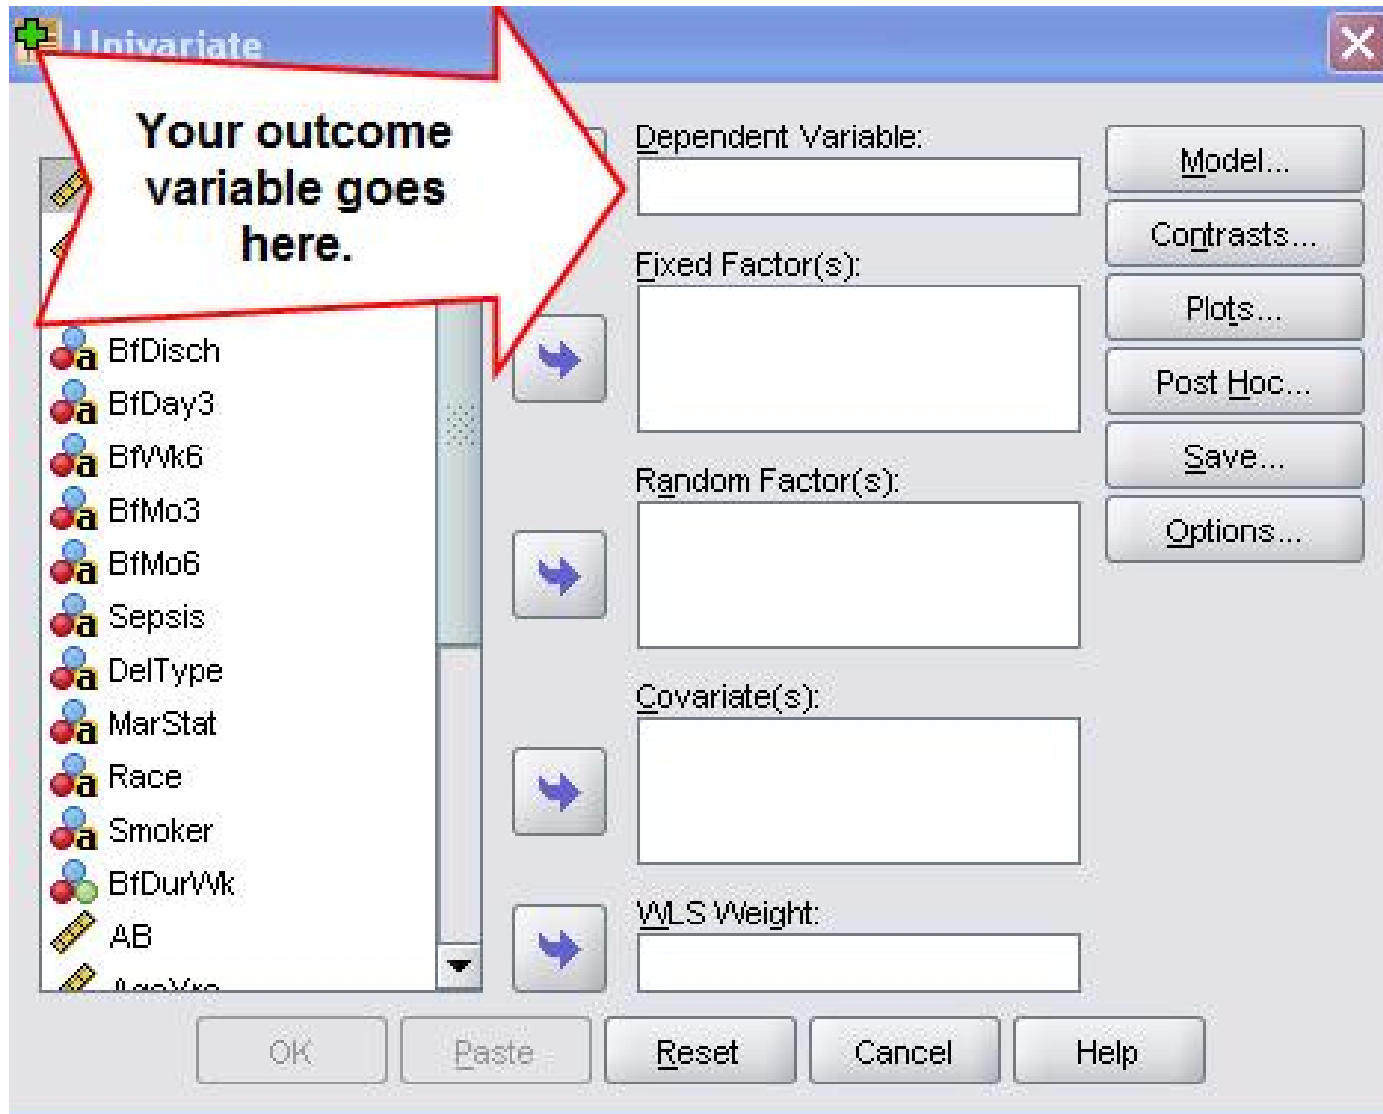 Univariate
Your outcome
variable goes
here.
BfDisch
BfDay3
BfWk6
BfMo3
BfMo6
Sepsis
DelType
MarStat
Race
Smoker
BfDurWk
AB
Dependent Variable:
Fixed Factor(s):
Random Factor(s):
Covariate(s):
WLS Weight:
Model...
Contrasts...
Plots...
Post Hoc...
Save...
Options...
OK
Paste
Reset
Cancel
Help